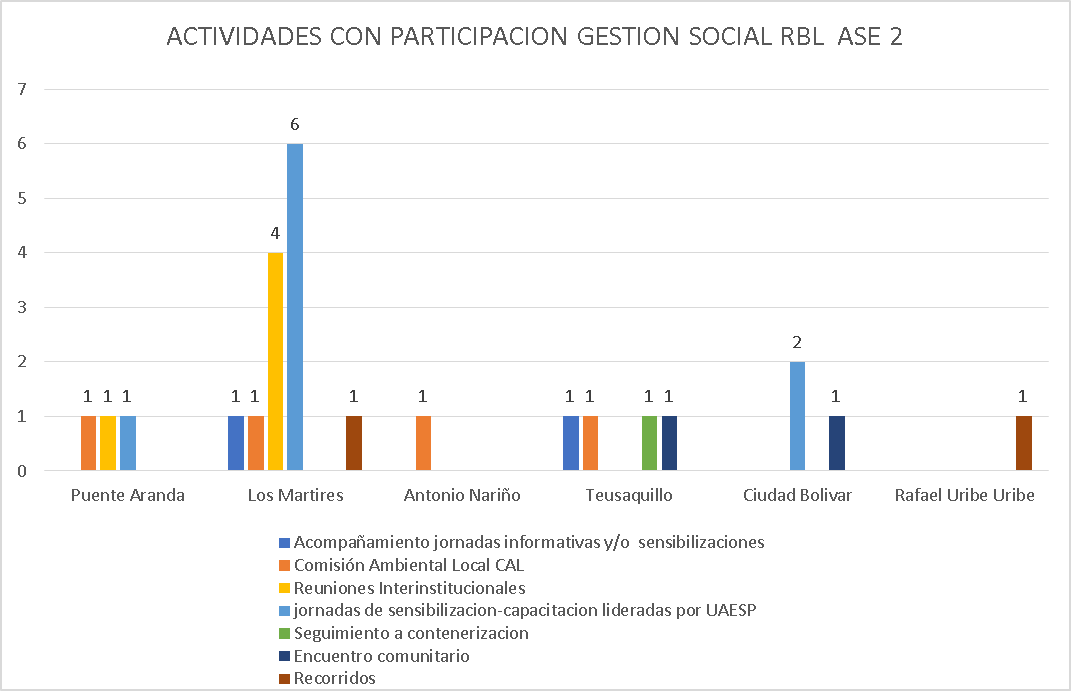 ACTIVIDADES CON PARTICIPACION GESTION SOCIAL RBL  ASE 2
7
6
5
4
3
2
1
0
1 1 1
1 1 4 6 1
1
1 1 1 1
2 1
1
Puente Aranda
Los Martires
Antonio Nariño
Teusaquillo
Ciudad Bolivar
Rafael Uribe Uribe
Acompañamiento jornadas informativas y/o  sensibilizaciones
Comisión Ambiental Local CAL
Reuniones Interinstitucionales
jornadas de sensibilizacion-capacitacion lideradas por UAESP
Seguimiento a contenerizacion
Encuentro comunitario
Recorridos